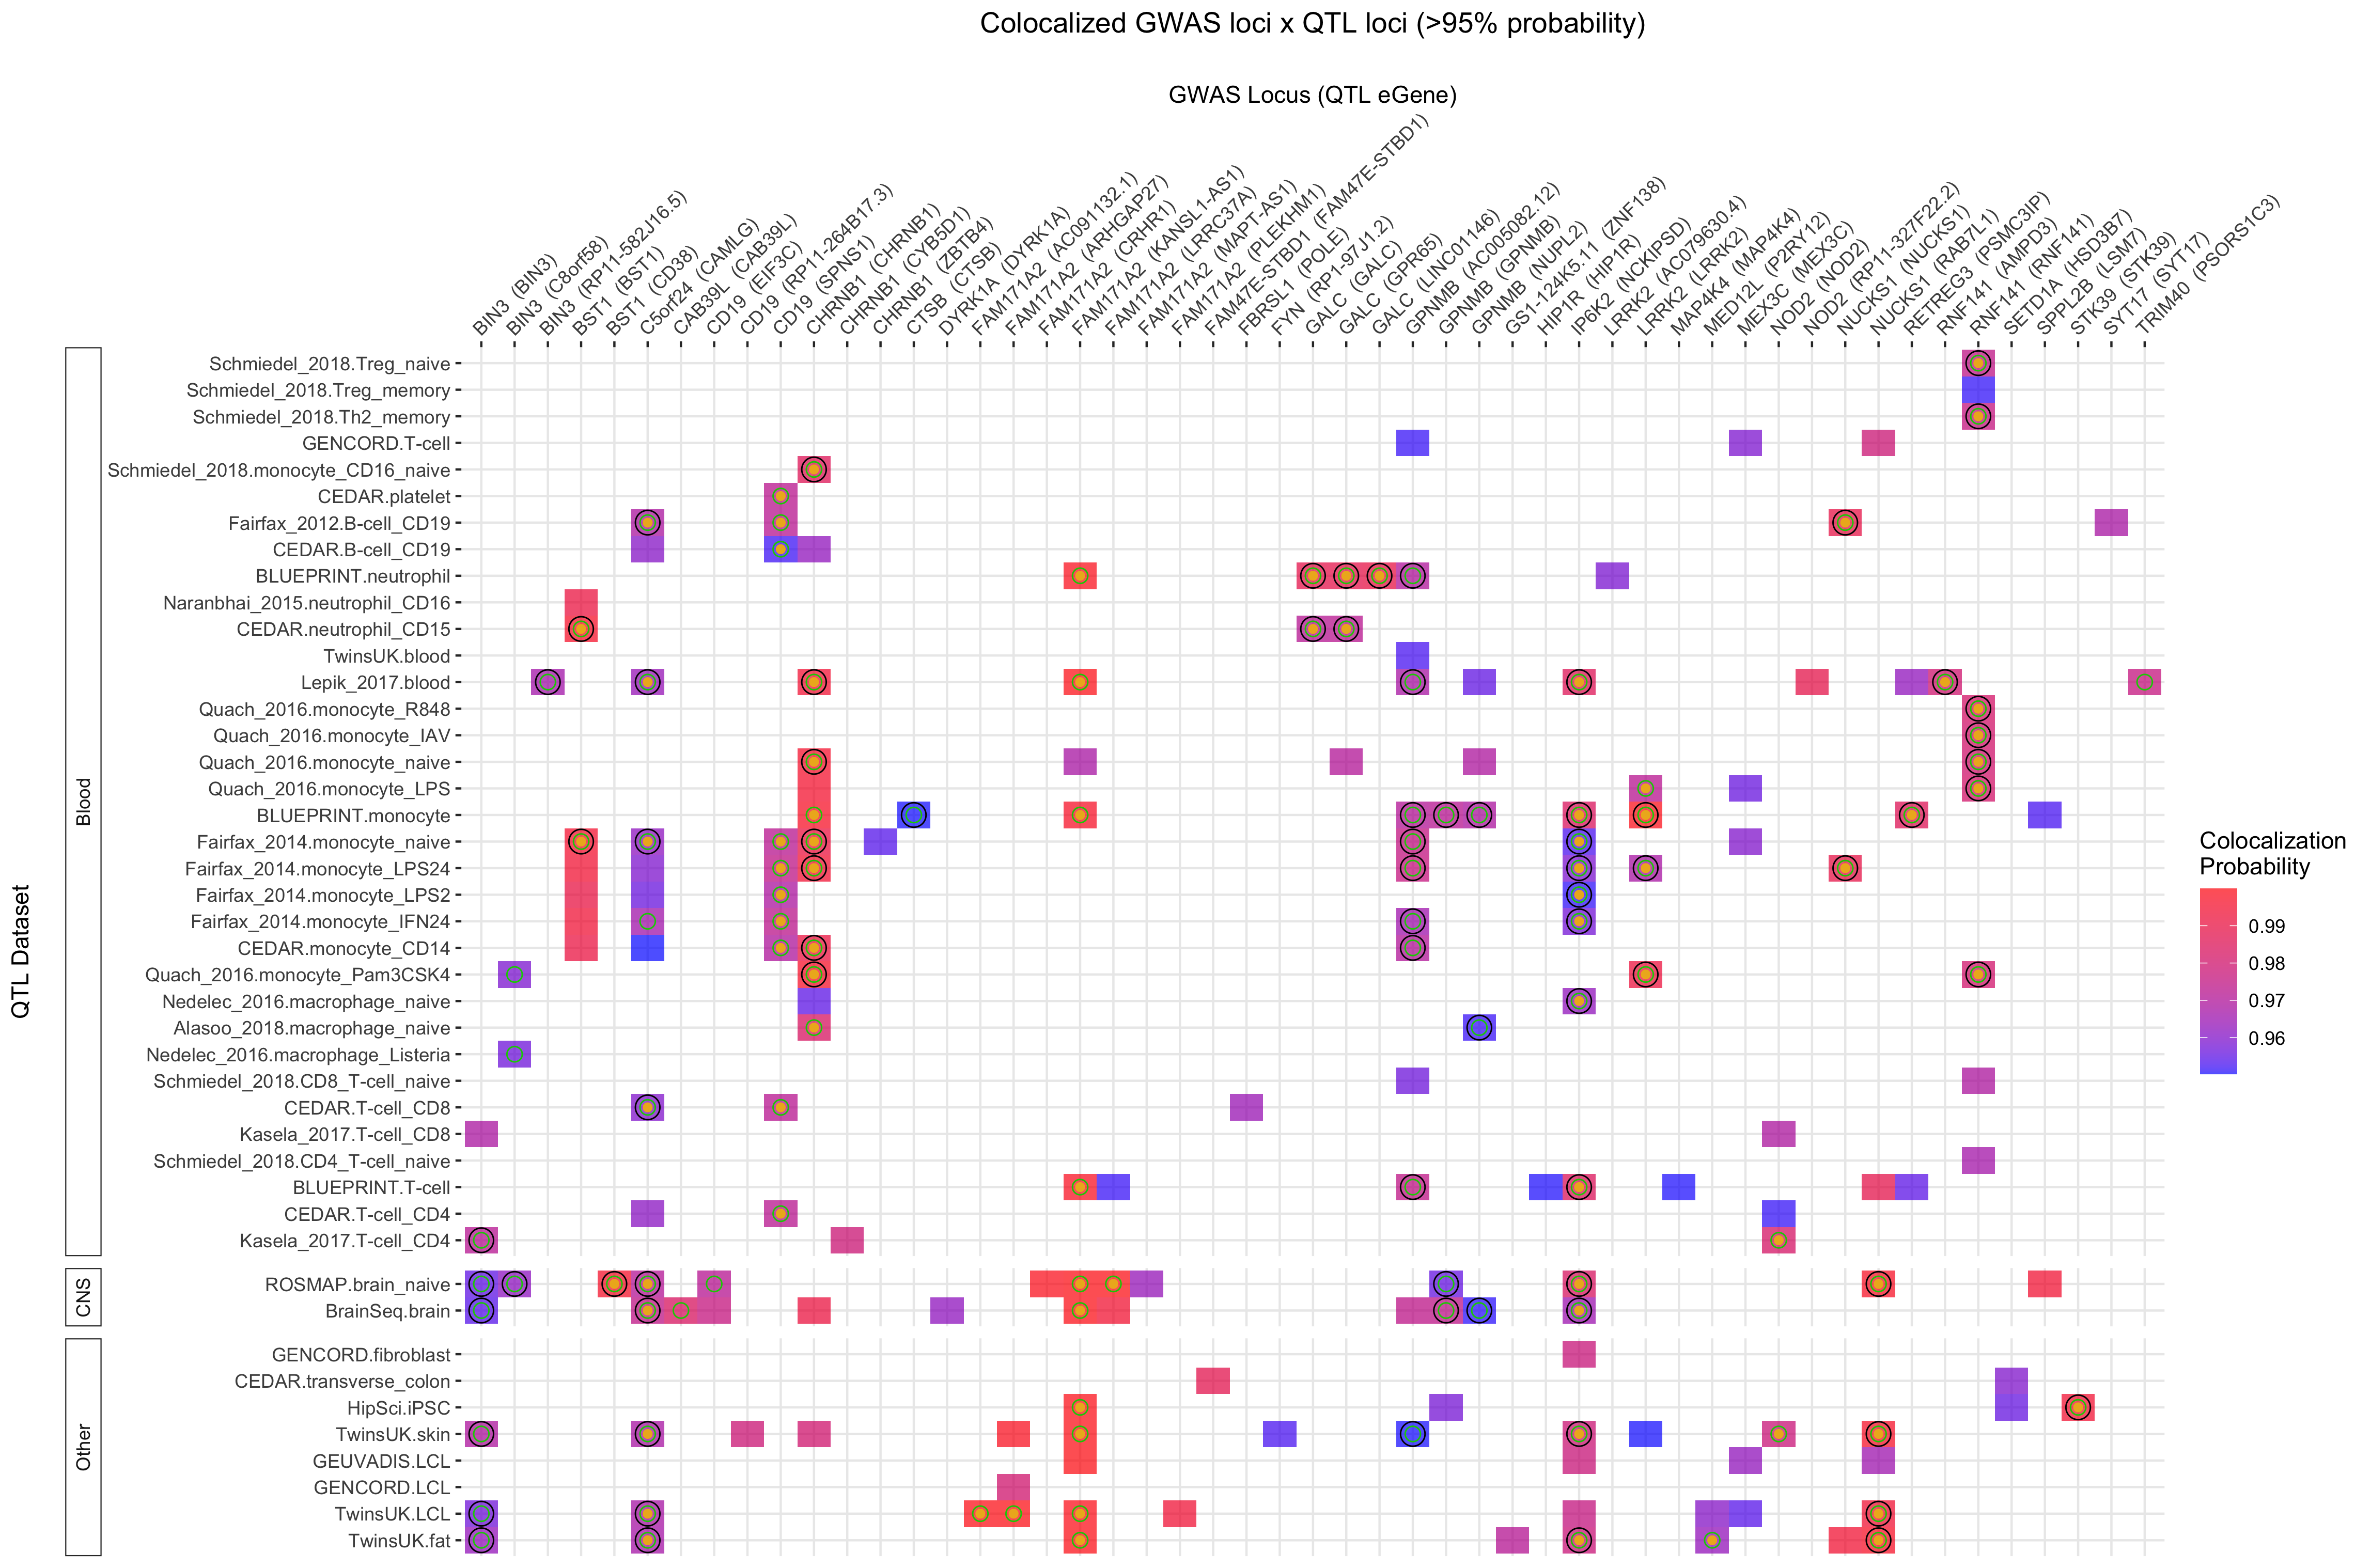 Colocalized GWAS loci x QTL loci (>95% probability)
GWAS Locus (QTL eGene)
BIN3 (BIN3)
BIN3 (C8orf58)
BIN3 (RP11-582J16.5)
BST1 (BST1)
BST1 (CD38)
C5orf24 (CAMLG)
CAB39L (CAB39L)
CD19 (EIF3C)
CD19 (RP11-264B17.3)
CD19 (SPNS1)
CHRNB1 (CHRNB1)
CHRNB1 (CYB5D1)
CHRNB1 (ZBTB4)
CTSB (CTSB)
DYRK1A (DYRK1A)
FAM171A2 (AC091132.1)
FAM171A2 (ARHGAP27)
FAM171A2 (CRHR1)
FAM171A2 (KANSL1-AS1)
FAM171A2 (LRRC37A)
FAM171A2 (MAPT-AS1)
FAM171A2 (PLEKHM1)
FAM47E-STBD1 (FAM47E-STBD1)
FBRSL1 (POLE)
FYN (RP1-97J1.2)
GALC (GALC)
GALC (GPR65)
GALC (LINC01146)
GPNMB (AC005082.12)
GPNMB (GPNMB)
GPNMB (NUPL2)
GS1-124K5.11 (ZNF138)
HIP1R (HIP1R)
IP6K2 (NCKIPSD)
LRRK2 (AC079630.4)
LRRK2 (LRRK2)
MAP4K4 (MAP4K4)
MED12L (P2RY12)
MEX3C (MEX3C)
NOD2 (NOD2)
NOD2 (RP11-327F22.2)
NUCKS1 (NUCKS1)
NUCKS1 (RAB7L1)
RETREG3 (PSMC3IP)
RNF141 (AMPD3)
RNF141 (RNF141)
SETD1A (HSD3B7)
SPPL2B (LSM7)
STK39 (STK39)
SYT17 (SYT17)
TRIM40 (PSORS1C3)
QTL Dataset
Blood
Schmiedel_2018.Treg_naive
Schmiedel_2018.Treg_memory
Schmiedel_2018.Th2_memory
GENCORD.T-cell
Schmiedel_2018.monocyte_CD16_naive
CEDAR.platelet
Fairfax_2012.B-cell_CD19
CEDAR.B-cell_CD19
BLUEPRINT.neutrophil
Naranbhai_2015.neutrophil_CD16
CEDAR.neutrophil_CD15
TwinsUK.blood
Lepik_2017.blood
Quach_2016.monocyte_R848
Quach_2016.monocyte_IAV
Quach_2016.monocyte_naive
Quach_2016.monocyte_LPS
BLUEPRINT.monocyte
Fairfax_2014.monocyte_naive
Fairfax_2014.monocyte_LPS24
Fairfax_2014.monocyte_LPS2
Fairfax_2014.monocyte_IFN24
CEDAR.monocyte_CD14
Quach_2016.monocyte_Pam3CSK4
Nedelec_2016.macrophage_naive
Alasoo_2018.macrophage_naive
Nedelec_2016.macrophage_Listeria
Schmiedel_2018.CD8_T-cell_naive
CEDAR.T-cell_CD8
Kasela_2017.T-cell_CD8
Schmiedel_2018.CD4_T-cell_naive
BLUEPRINT.T-cell
CEDAR.T-cell_CD4
Kasela_2017.T-cell_CD4
CNS
ROSMAP.brain_naive
BrainSeq.brain
Other
GENCORD.fibroblast
CEDAR.transverse_colon
HipSci.iPSC
TwinsUK.skin
GEUVADIS.LCL
GENCORD.LCL
TwinsUK.LCL
TwinsUK.fat
Colocalization
Probability
0.99
0.98
0.97
0.96